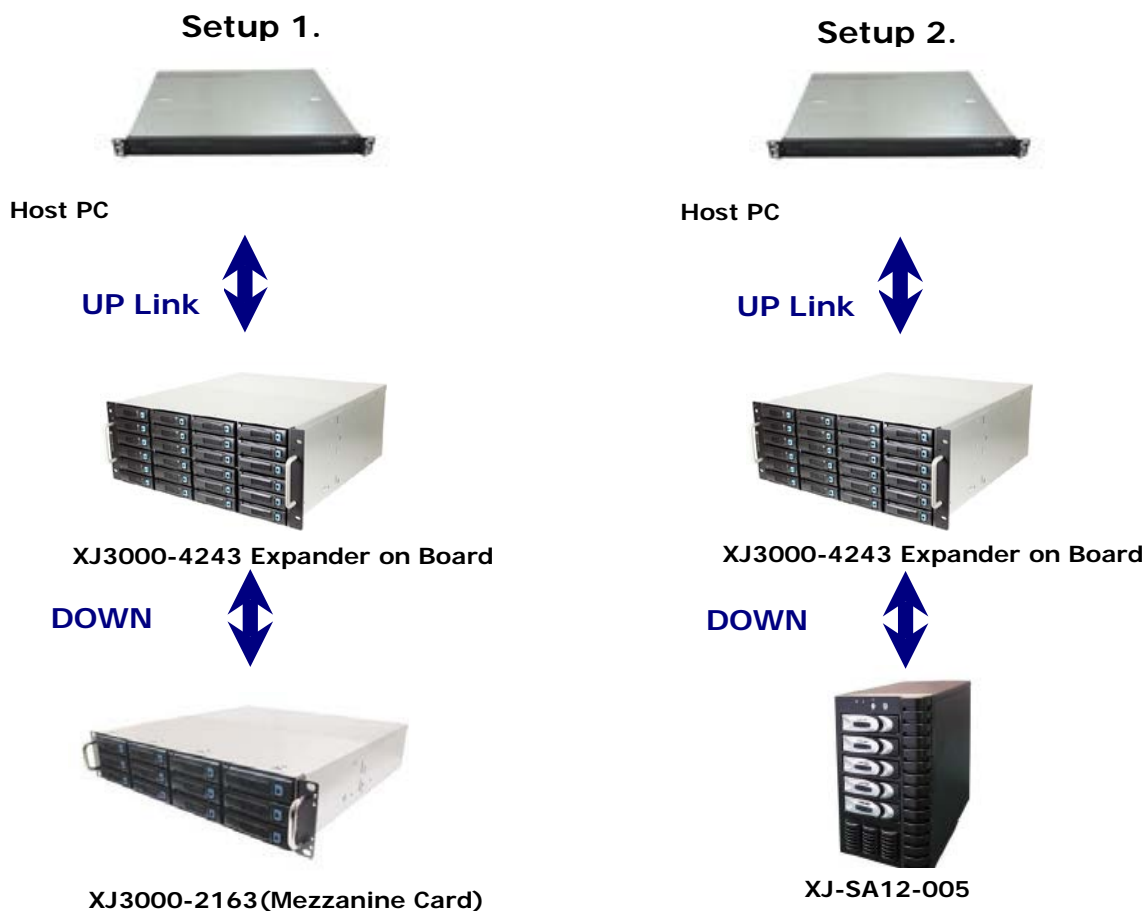 Setup 1.
Host PC
UP Link
XJ3000-4243 Expander on Board
DOWN
XJ3000-2163(Mezzanine Card)
Setup 2.
Host PC
UP Link
XJ3000-4243 Expander on Board
DOWN
XJ-SA12-005